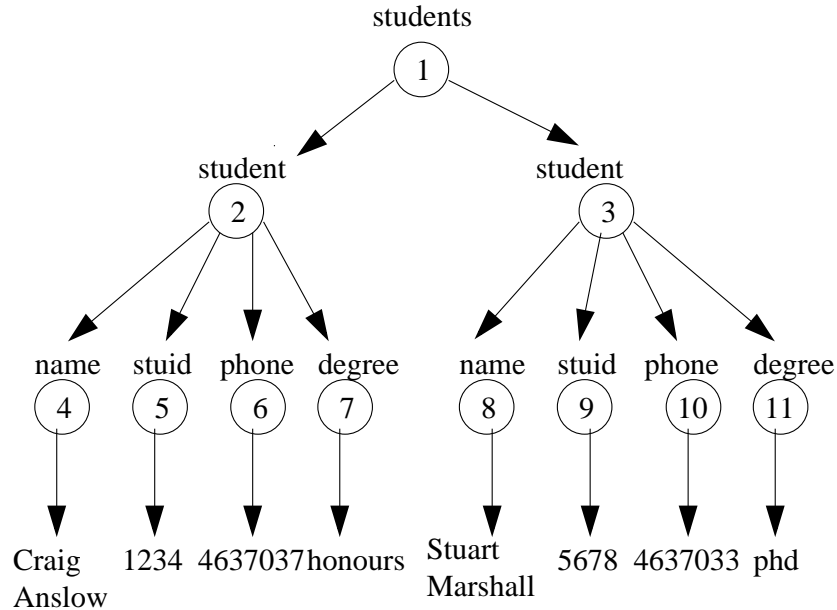 students
1
student student
2 3
name stuid phone degree name stuid phone degree
4 5 6 7 8 9 10 11
Craig Anslow 1234 4637037 honours Stuart Marshall 5678 4637033 phd